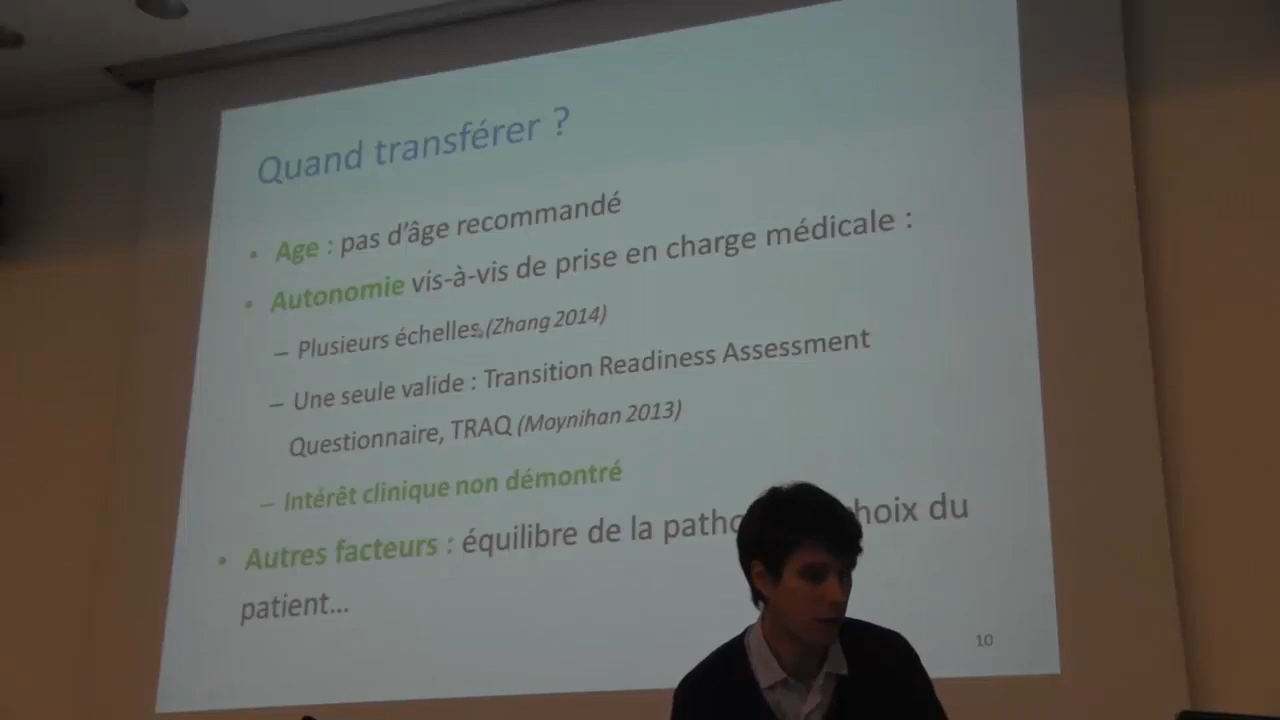 Quand transférer ?
• Age : pas d'âge recommandé
• Autonomie vis-à-vis de prise en charge médicale :
– Plusieurs échelles (Zhang 2014)
– Une seule valide : Transition Readiness Assessment
Questionnaire, TRAQ (Moynihan 2013)
– Intérêt clinique non démontré
• Autres facteurs : équilibre de la du
patient...
10